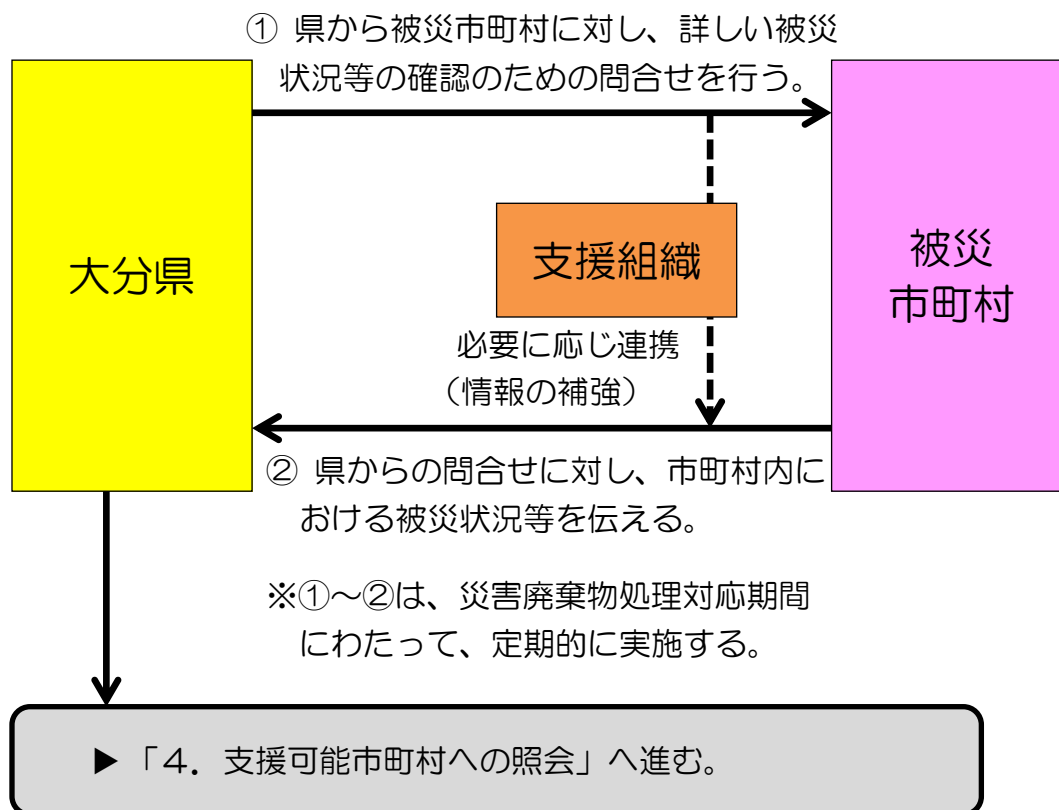 ① 県から被災市町村に対し、詳しい被災
状況等の確認のための問合せを行う。
大分県
支援組織
被災
市町村
必要に応じ連携
（情報の補強）
② 県からの問合せに対し、市町村内に
おける被災状況等を伝える。
※①～②は、災害廃棄物処理対応期間
にわたって、定期的に実施する。
▶「４．支援可能市町村への照会」へ進む。